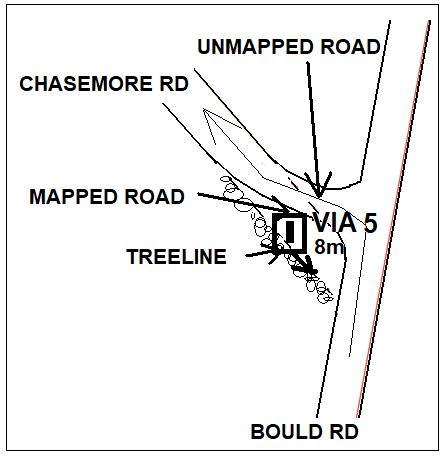 UNMAPPED ROAD
CHASEMORE RD
MAPPED ROAD
VIA 5
8m
TREELINE
BOULD RD